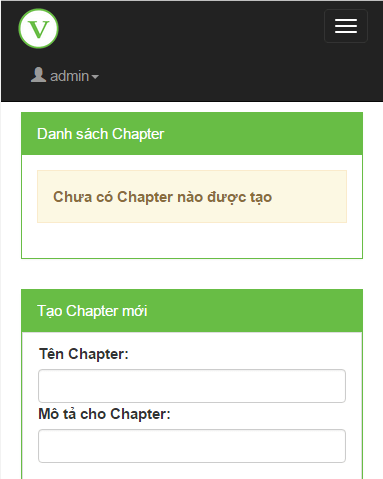 V
admin
Danh sách Chapter
Chưa có Chapter nào được tạo
Tạo Chapter mới
Tên Chapter:
Mô tả cho Chapter: